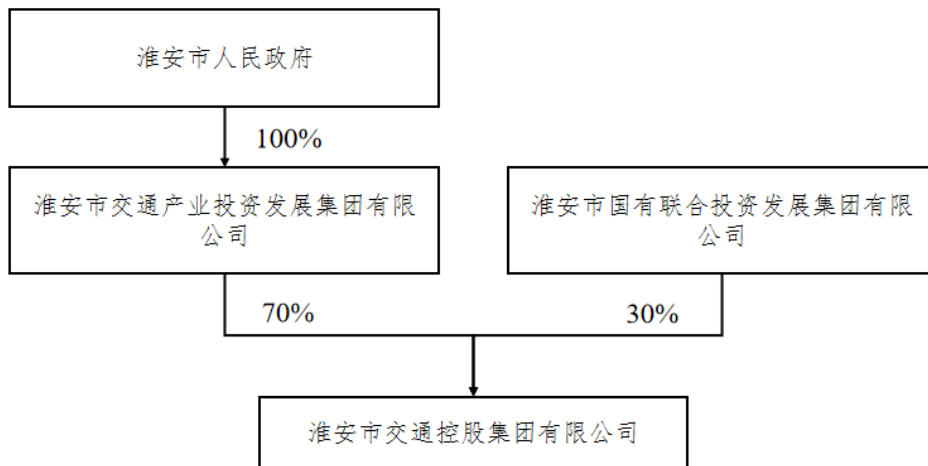 淮安市人民政府
100%
淮安市交通产业投资发展集团有限
公司
淮安市国有联合投资发展集团有限
公司
70%
30%
淮安市交通控股集团有限公司